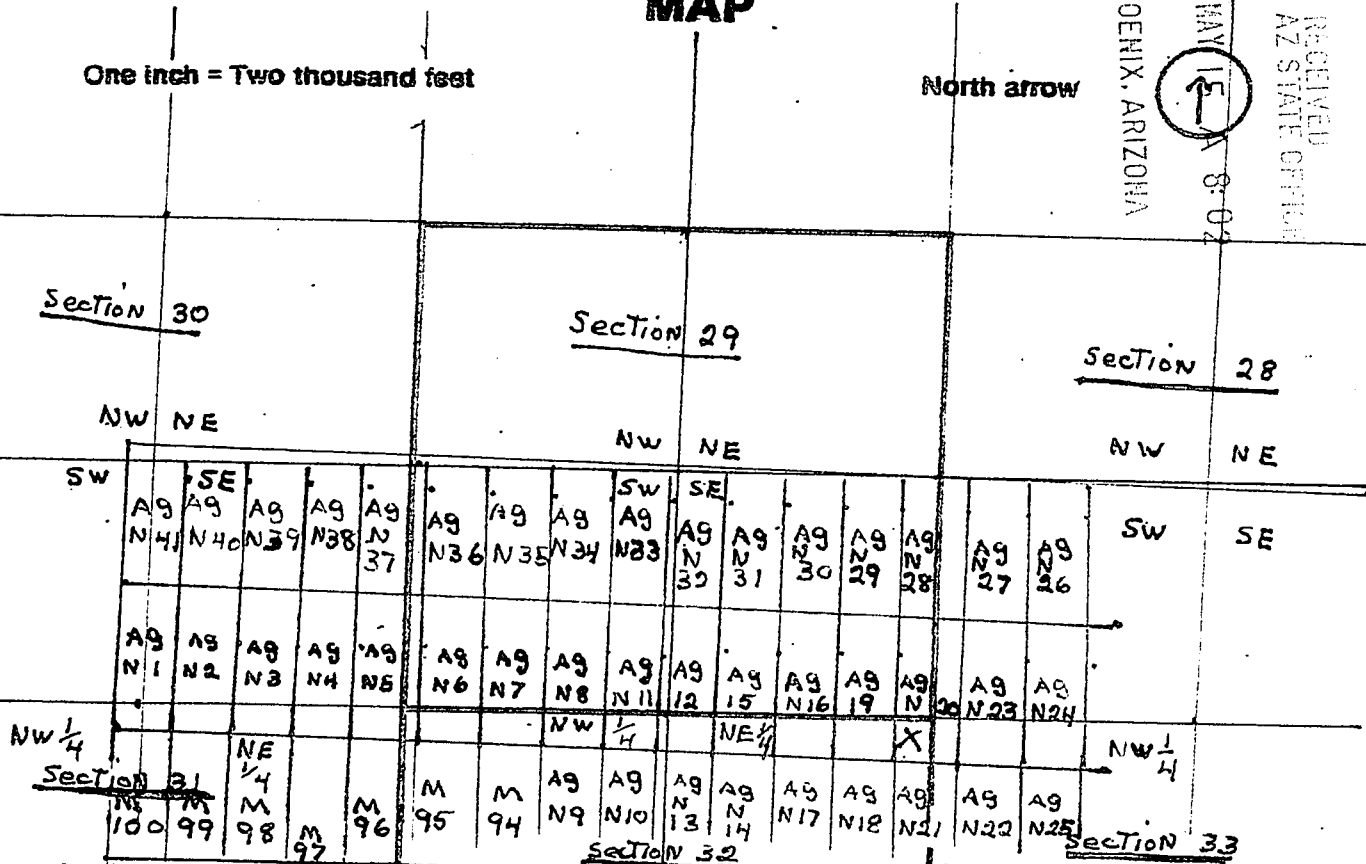 MAP
One inch = Two thousand feet
North arrow
RECEIVED
AZ STATE OFFICE
MAY 15 A 8:02
OENIX, ARIZONA
Section 30
Section 29
Section 28
NW NE
NW NE
NW NE
SW SE
SW SE
SW SE
Ag N41
Ag N40
Ag N39
Ag N38
Ag N 37
Ag N36
Ag N35
Ag N34
Ag N33
Ag N 32
Ag N 31
Ag N 30
Ag N 29
Ag N 28
Ag N 27
Ag N 26
Ag N1
Ag N2
Ag N3
Ag N4
Ag N5
Ag N6
Ag N7
Ag N8
Ag N11
Ag 12
Ag 15
Ag N16
Ag 19
Ag N 20
Ag N23
Ag N24
NW 1/4
NE 1/4
NW 1/4
NE 1/4
X
NW 1/4
Section 31
M 100
M 99
M 98
M 97
M 96
M 95
M 94
Ag N9
Ag N10
Ag N 13
Ag N 14
Ag N17
Ag N18
Ag N21
Ag N22
Ag N25
Section 32
Section 33